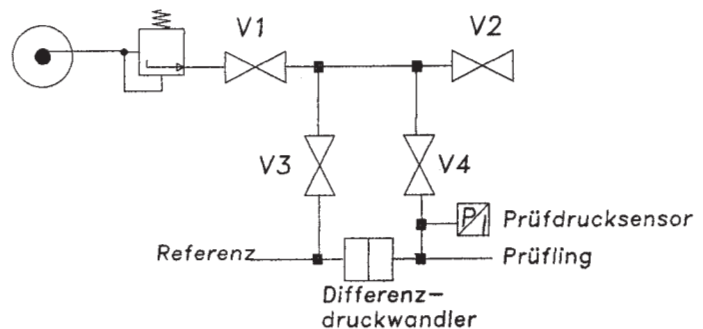 V1
V2
V3
V4
P
I
Prüfdrucksensor
Referenz
Prüfling
Differenz-
druckwandler